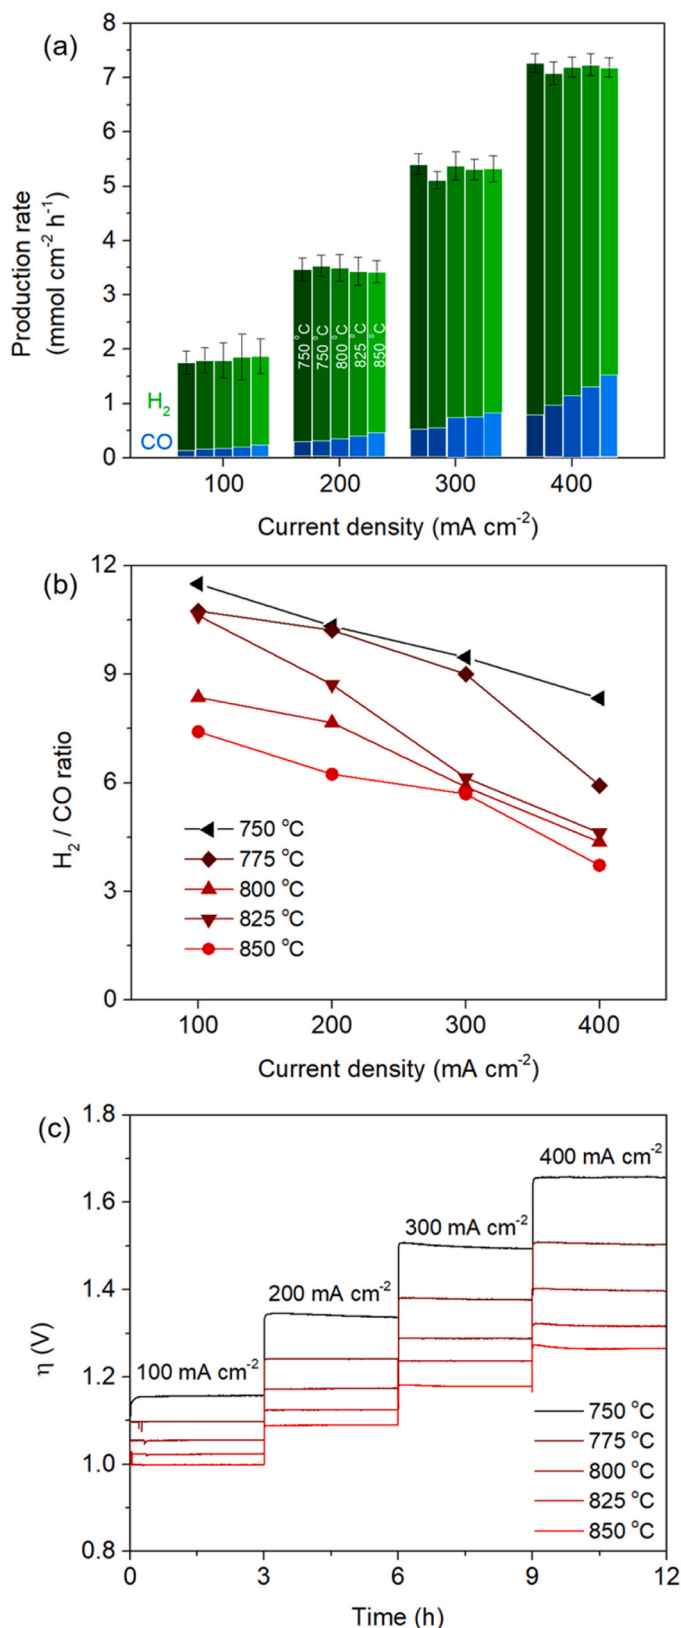 (a)
8
7
6
5
4
3
2
1
0
Production rate
(mmol cm⁻² h⁻¹)
H₂
CO
750 °C
750 °C
800 °C
825 °C
850 °C
100
200
300
400
Current density (mA cm⁻²)
(b)
12
9
6
3
0
H₂ / CO ratio
750 °C
775 °C
800 °C
825 °C
850 °C
100
200
300
400
Current density (mA cm⁻²)
(c)
1.8
1.6
1.4
1.2
1.0
0.8
η (V)
100 mA cm⁻²
200 mA cm⁻²
300 mA cm⁻²
400 mA cm⁻²
750 °C
775 °C
800 °C
825 °C
850 °C
0
3
6
9
12
Time (h)